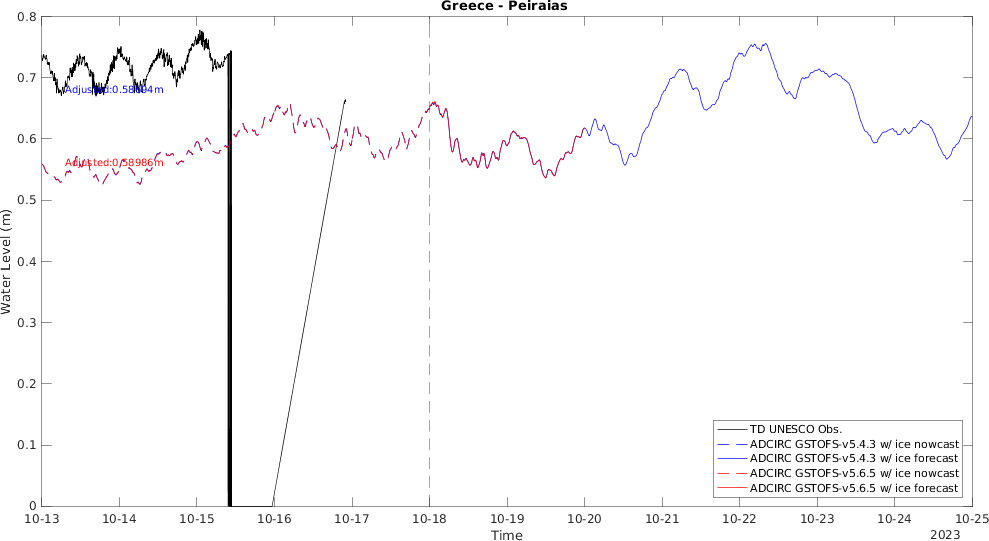 Greece - Peiraias
0.8
0.7
0.6
0.5
0.4
0.3
0.2
0.1
0
Water Level (m)
Adjusted:0.58694m
Adjusted:0.58986m
TD UNESCO Obs.
ADCIRC GSTOFS-v5.4.3 w/ ice nowcast
ADCIRC GSTOFS-v5.4.3 w/ ice forecast
ADCIRC GSTOFS-v5.6.5 w/ ice nowcast
ADCIRC GSTOFS-v5.6.5 w/ ice forecast
10-13 10-14 10-15 10-16 10-17 10-18 10-19 10-20 10-21 10-22 10-23 10-24 10-25
Time
2023